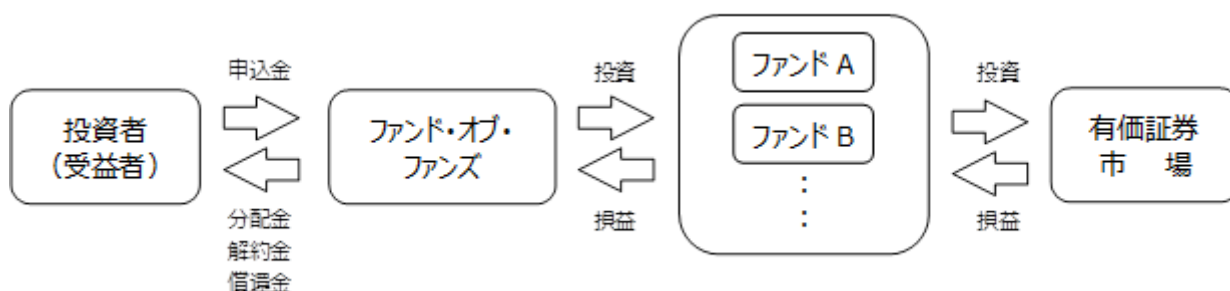 投資者
（受益者）
申込金
分配金
解約金
償還金
ファンド・オブ・
ファンズ
投資
損益
ファンド A
ファンド B
：
：
投資
損益
有価証券
市　場